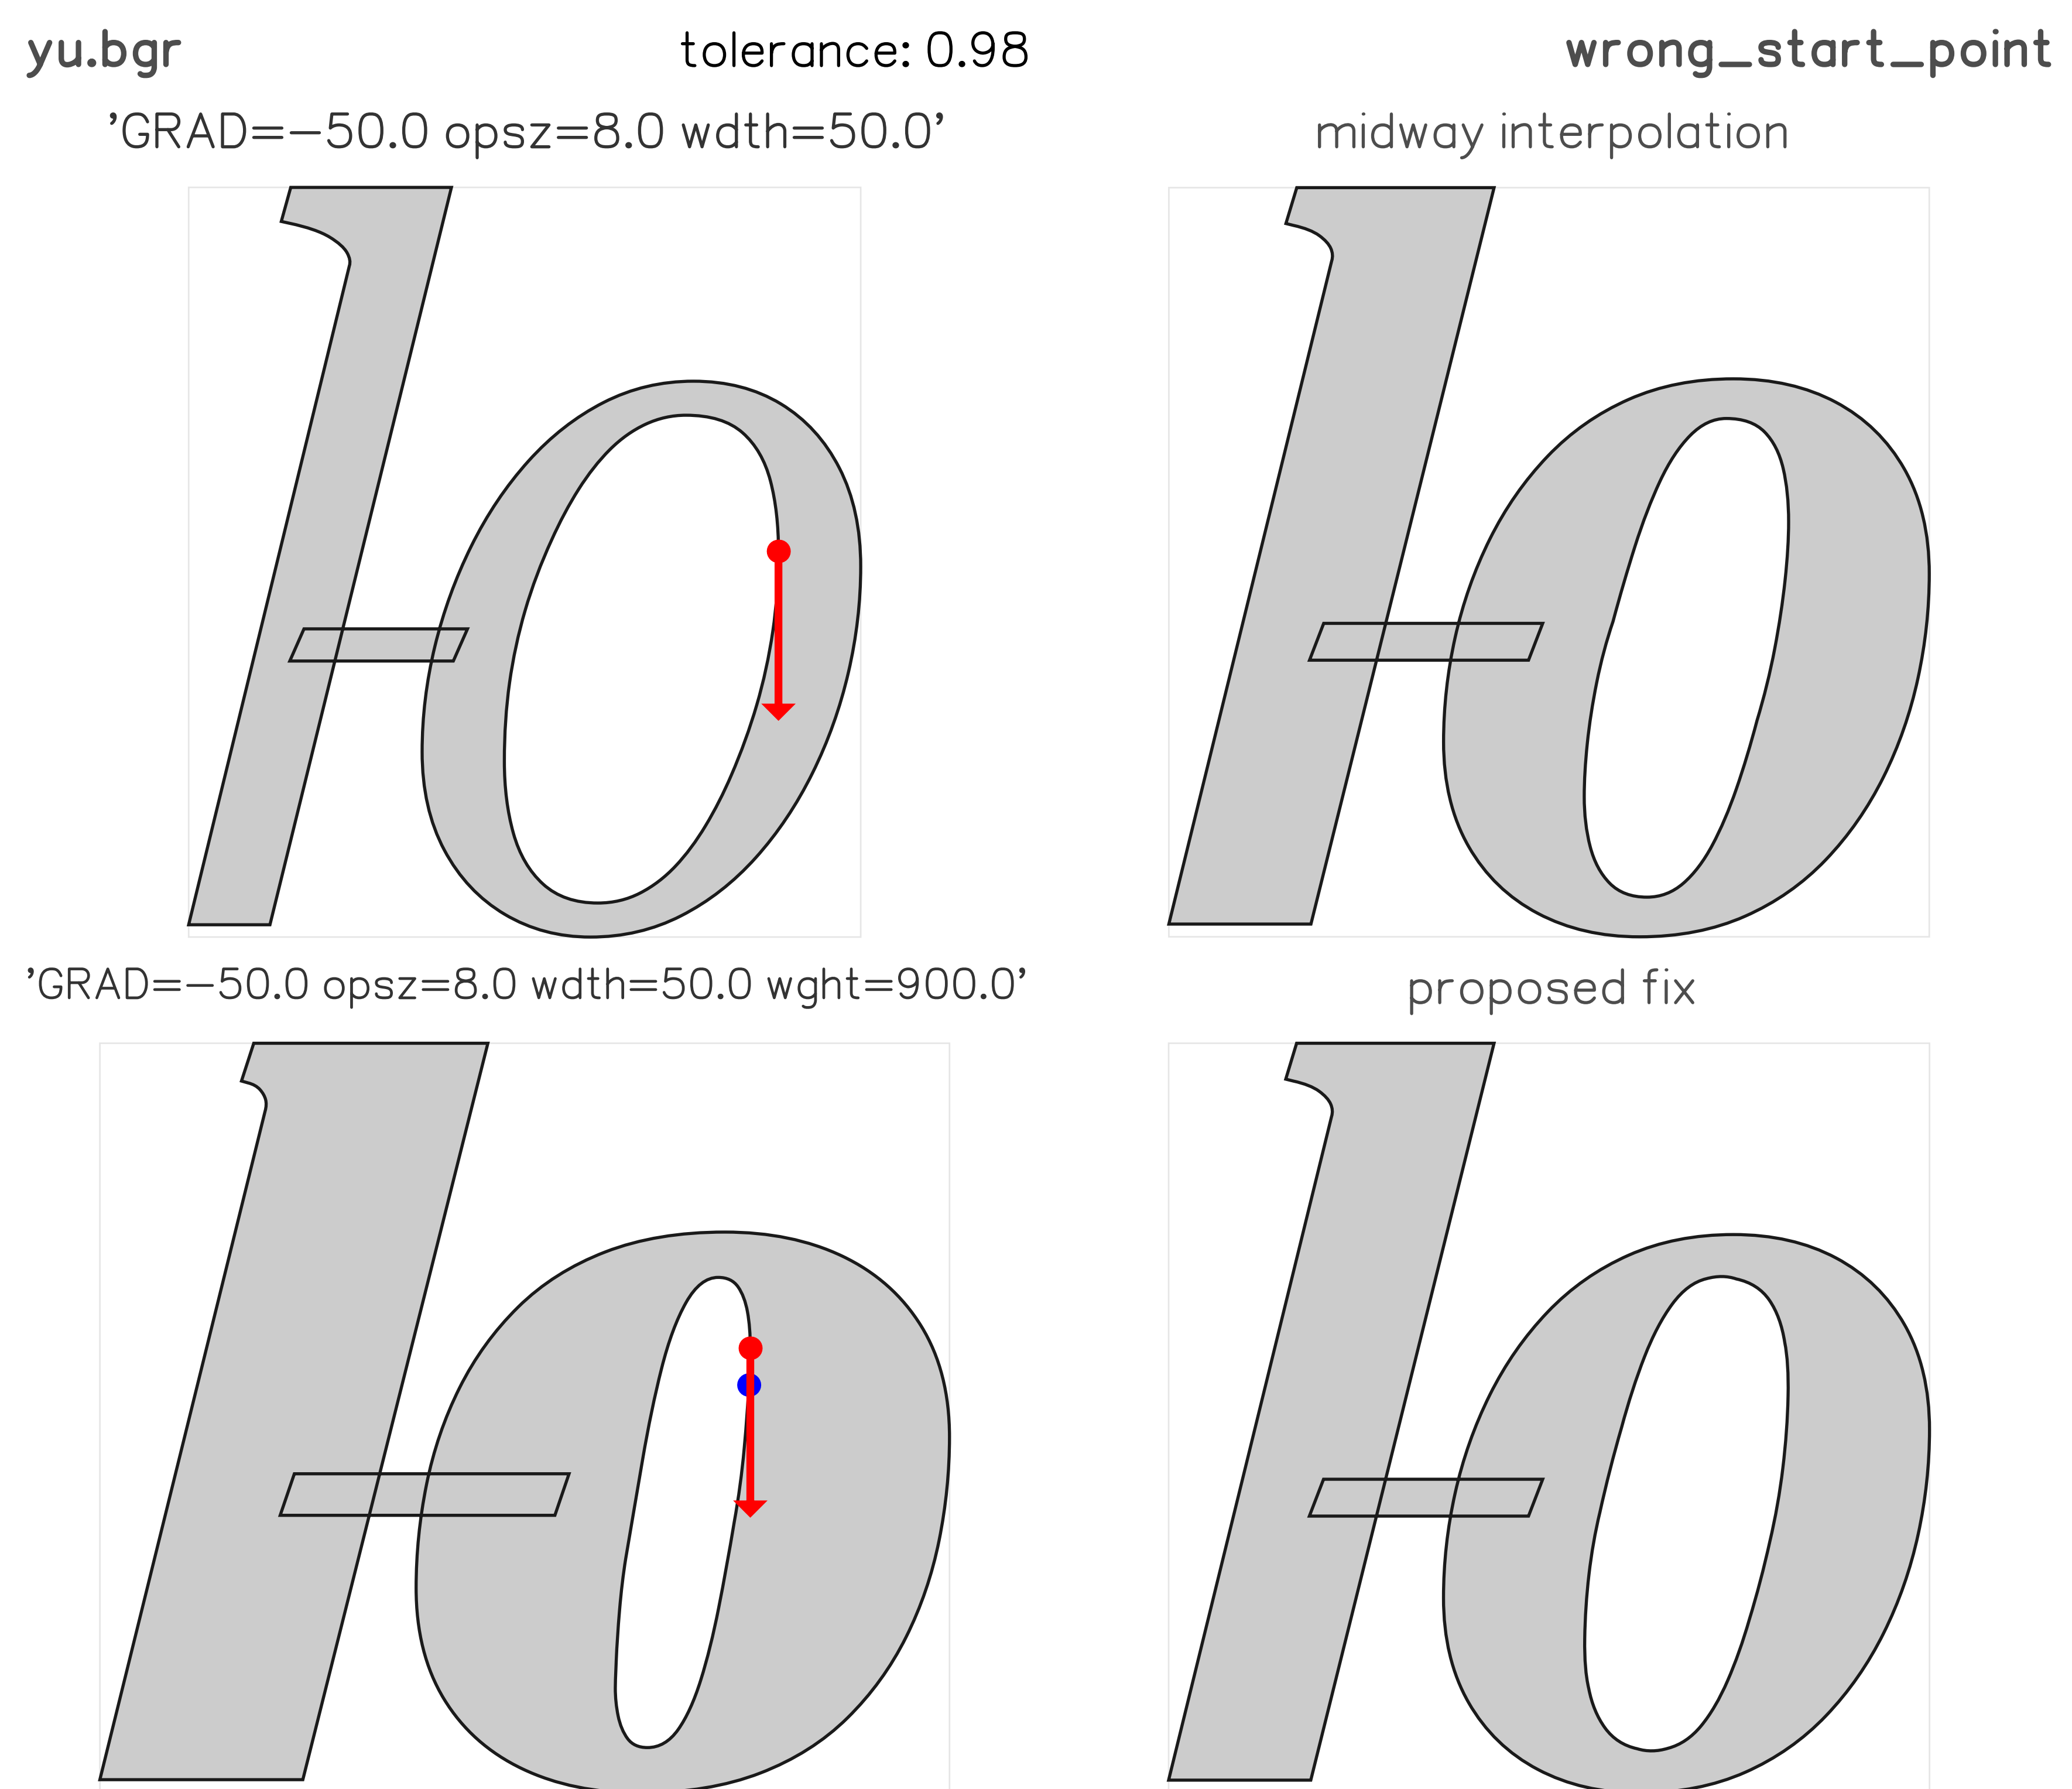 yu.bgr
tolerance: 0.98
wrong_start_point
'GRAD=−50.0 opsz=8.0 wdth=50.0'
midway interpolation
'GRAD=−50.0 opsz=8.0 wdth=50.0 wght=900.0'
proposed fix